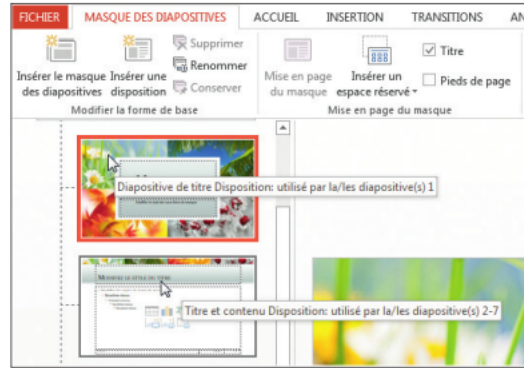 FICHIER MASQUE DES DIAPOSITIVES ACCUEIL INSERTION TRANSITIONS AN
Supprimer
Renommer
Conserver
Insérer le masque des diapositives
Insérer une disposition
Modifier la forme de base
Mise en page du masque
Insérer un espace réservé
Titre
Pieds de page
Mise en page du masque
Diapositive de titre Disposition: utilisé par la/les diapositive(s) 1
Modifiez le style du titre
Titre et contenu Disposition: utilisé par la/les diapositive(s) 2-7